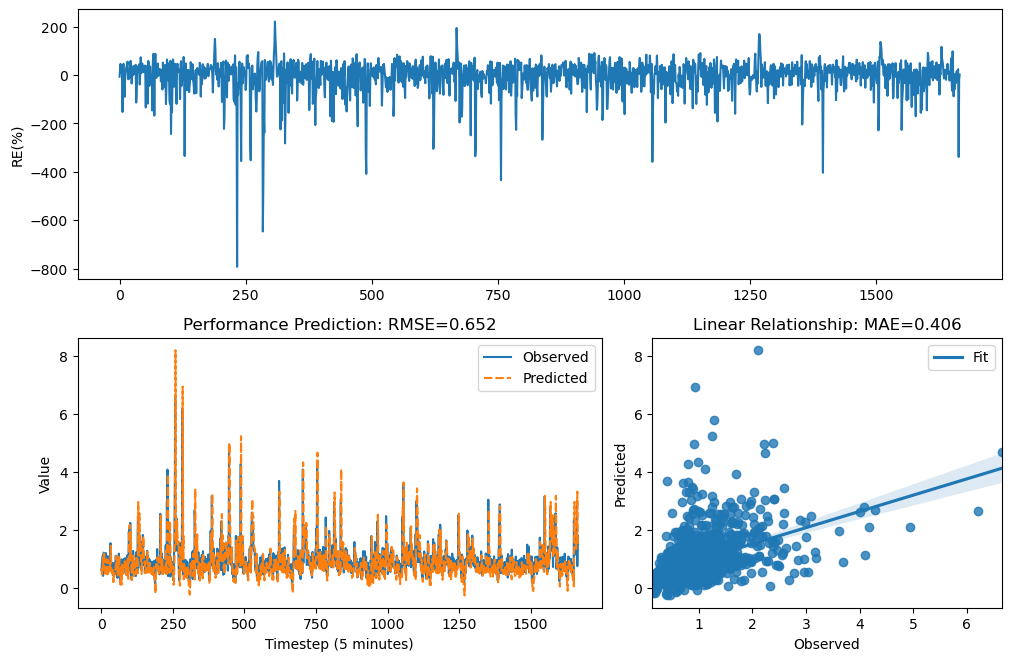 200
0
−200
−400
−600
−800
RE(%)
0 250 500 750 1000 1250 1500
Performance Prediction: RMSE=0.652
Linear Relationship: MAE=0.406
Observed
Predicted
8
6
4
2
0
Value
0 250 500 750 1000 1250 1500
Timestep (5 minutes)
Fit
8
6
4
2
0
Predicted
1 2 3 4 5 6
Observed